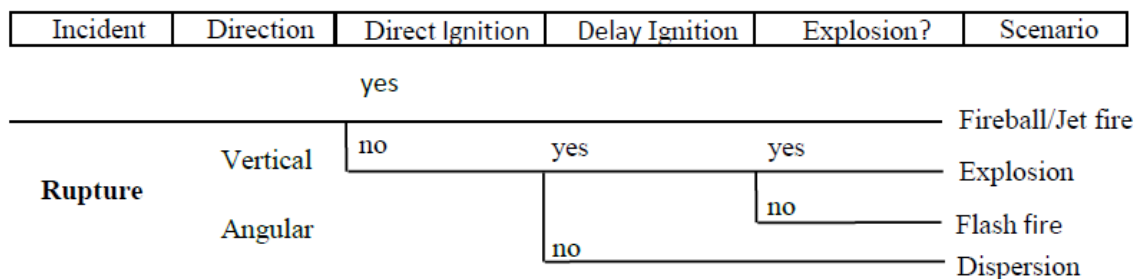 Incident Direction Direct Ignition Delay Ignition Explosion? Scenario
yes
Fireball/Jet fire
Vertical no yes yes Explosion
Rupture
Angular no Flash fire
no Dispersion